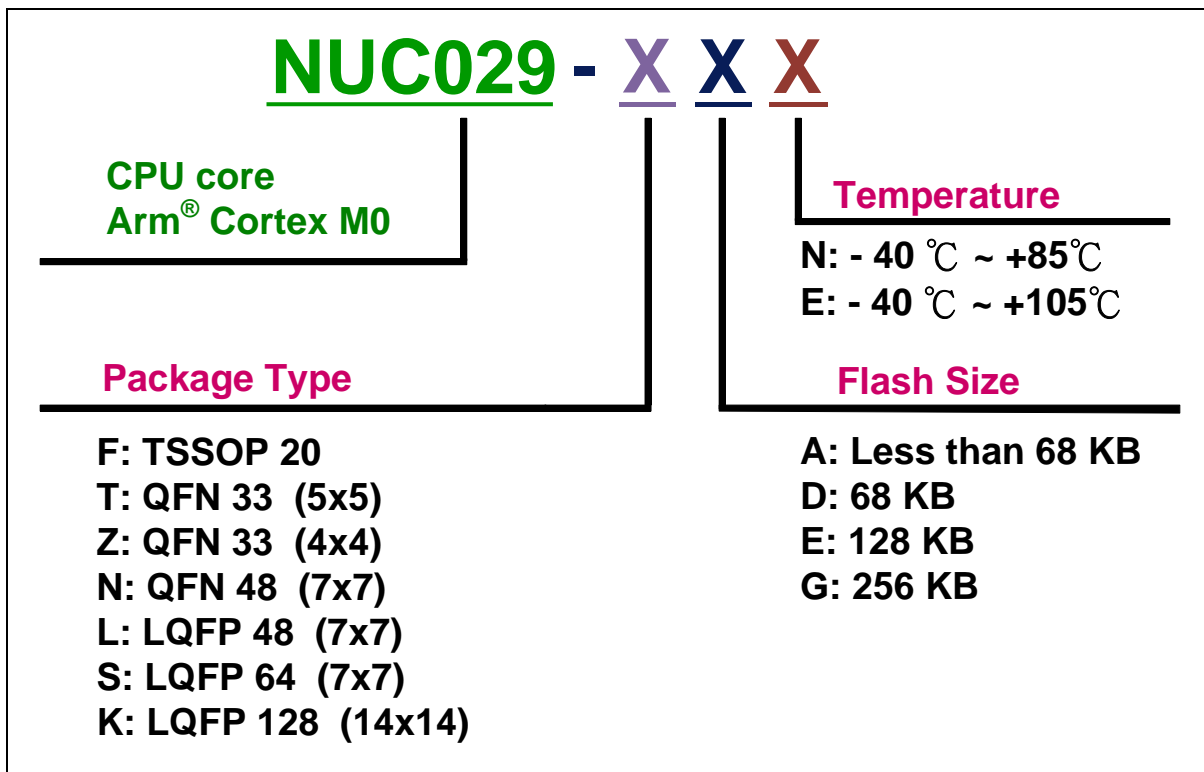 NUC029 - X X X
CPU core
Arm® Cortex M0
Temperature
N: - 40 ℃ ~ +85℃
E: - 40 ℃ ~ +105℃
Package Type
F: TSSOP 20
T: QFN 33 (5x5)
Z: QFN 33 (4x4)
N: QFN 48 (7x7)
L: LQFP 48 (7x7)
S: LQFP 64 (7x7)
K: LQFP 128 (14x14)
Flash Size
A: Less than 68 KB
D: 68 KB
E: 128 KB
G: 256 KB